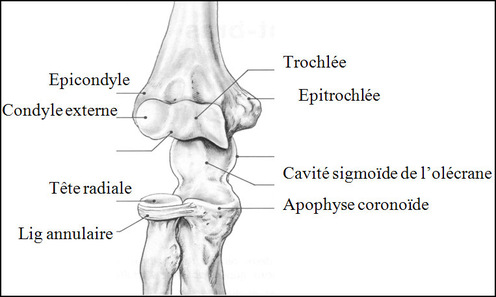 Epicondyle
Condyle externe
Tête radiale
Lig annulaire
Trochlée
Epitrochlée
Cavité sigmoïde de l'olécrane
Apophyse coronoïde